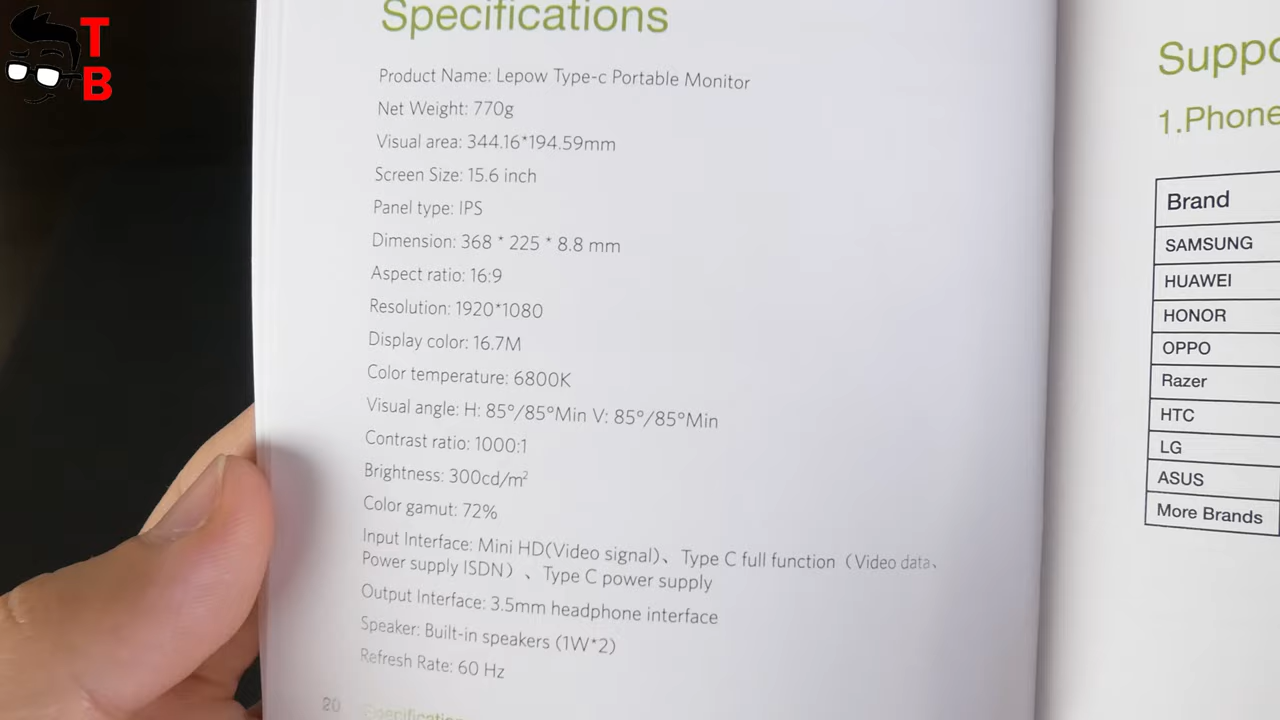 TB
Specifications
Product Name: Lepow Type-c Portable Monitor
Net Weight: 770g
Visual area: 344.16*194.59mm
Screen Size: 15.6 inch
Panel type: IPS
Dimension: 368 * 225 * 8.8 mm
Aspect ratio: 16:9
Resolution: 1920*1080
Display color: 16.7M
Color temperature: 6800K
Visual angle: H: 85°/85°Min V: 85°/85°Min
Contrast ratio: 1000:1
Brightness: 300cd/m²
Color gamut: 72%
Input Interface: Mini HD(Video signal)、 Type C full function（Video data、
Power supply ISDN）、 Type C power supply
Output Interface: 3.5mm headphone interface
Speaker: Built-in speakers (1W*2)
Refresh Rate: 60 Hz
20
1.Phone
Brand
SAMSUNG
HUAWEI
HONOR
OPPO
Razer
HTC
LG
ASUS
More Brands